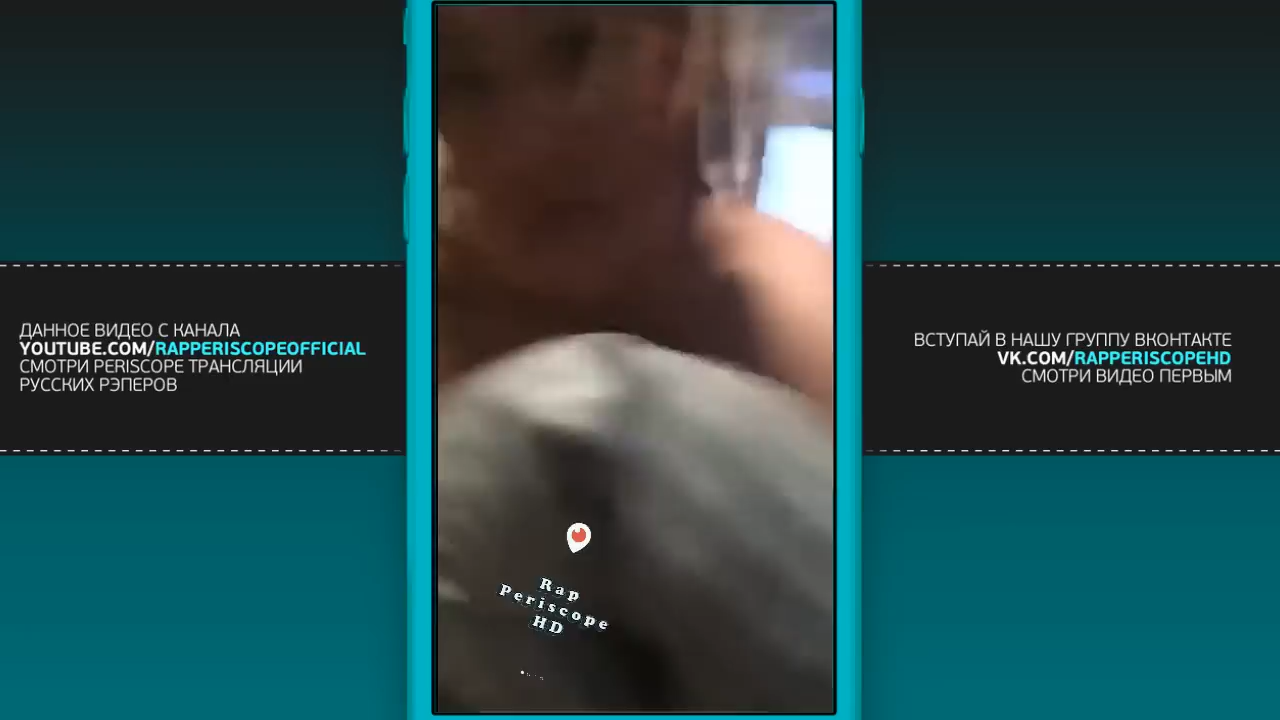 ДАННОЕ ВИДЕО С КАНАЛА
YOUTUBE.COM/RAPPERISCOPEOFFICIAL
СМОТРИ PERISCOPE ТРАНСЛЯЦИИ
РУССКИХ РЭПЕРОВ
ВСТУПАЙ В НАШУ ГРУППУ ВКОНТАКТЕ
VK.COM/RAPPERISCOPEHD
СМОТРИ ВИДЕО ПЕРВЫМ
Rap
Periscope
HD